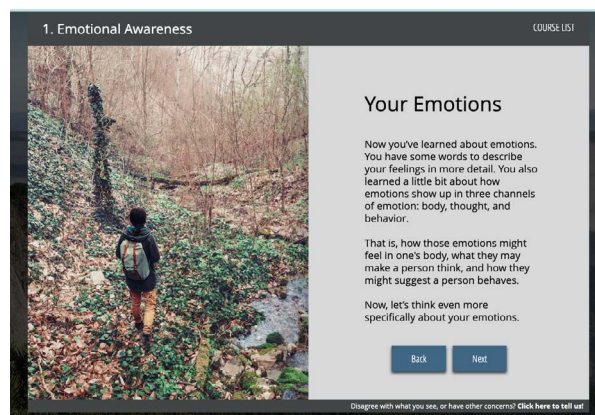 1. Emotional Awareness
COURSE LIST
Your Emotions
Now you've learned about emotions.
You have some words to describe
your feelings in more detail. You also
learned a little bit about how
emotions show up in three channels
of emotion: body, thought, and
behavior.
That is, how those emotions might
feel in one's body, what they may
make a person think, and how they
might suggest a person behaves.
Now, let's think even more
specifically about your emotions.
Back
Next
Disagree with what you see, or have other concerns? Click here to tell us!